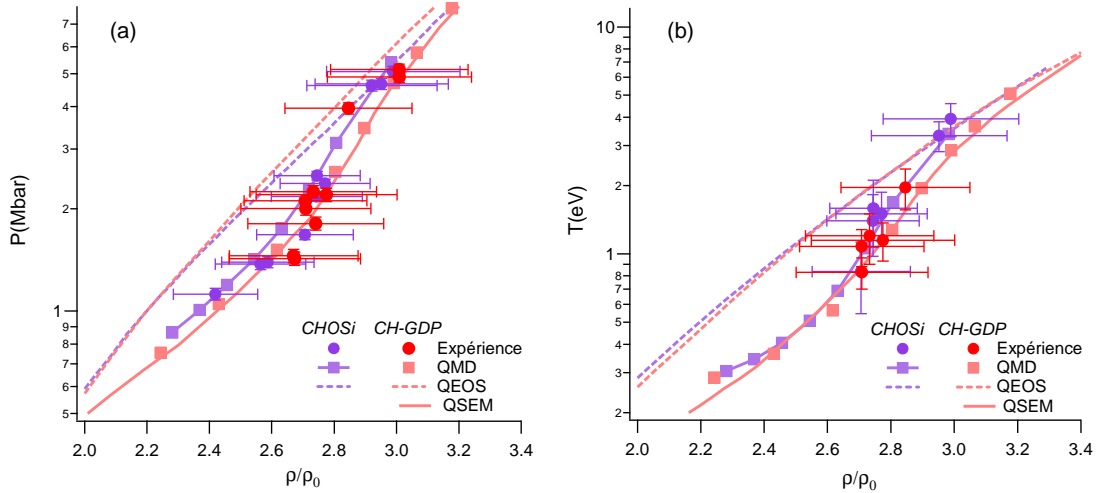 (a)
P(Mbar)
7
6
5
4
3
2
1
9
8
7
6
5
2.0 2.2 2.4 2.6 2.8 3.0 3.2 3.4
ρ/ρ0
CHOSi CH-GDP
Expérience
QMD
QEOS
QSEM
(b)
T(eV)
10
8
7
6
5
4
3
2
1
8
7
6
5
4
3
2
2.0 2.2 2.4 2.6 2.8 3.0 3.2 3.4
ρ/ρ0
CHOSi CH-GDP
Expérience
QMD
QEOS
QSEM